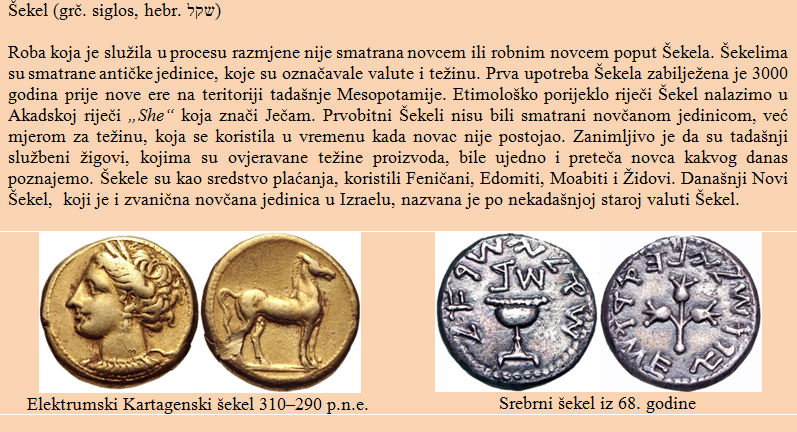 Šekel (grč. siglos, hebr. שקל)
Roba koja je služila u procesu razmjene nije smatrana novcem ili robnim novcem poput Šekela. Šekelima
su smatrane antičke jedinice, koje su označavale valute i težinu. Prva upotreba Šekela zabilježena je 3000
godina prije nove ere na teritoriji tadašnje Mesopotamije. Etimološko porijeklo riječi Šekel nalazimo u
Akadskoj riječi „She“ koja znači Ječam. Prvobitni Šekeli nisu bili smatrani novčanom jedinicom, već
mjerom za težinu, koja se koristila u vremenu kada novac nije postojao. Zanimljivo je da su tadašnji
službeni žigovi, kojima su ovjeravane težine proizvoda, bile ujedno i preteča novca kakvog danas
poznajemo. Šekele su kao sredstvo plaćanja, koristili Feničani, Edomiti, Moabiti i Židovi. Današnji Novi
Šekel, koji je i zvanična novčana jedinica u Izraelu, nazvana je po nekadašnjoj staroj valuti Šekel.
Elektrumski Kartagenski šekel 310–290 p.n.e.
Srebrni šekel iz 68. godine